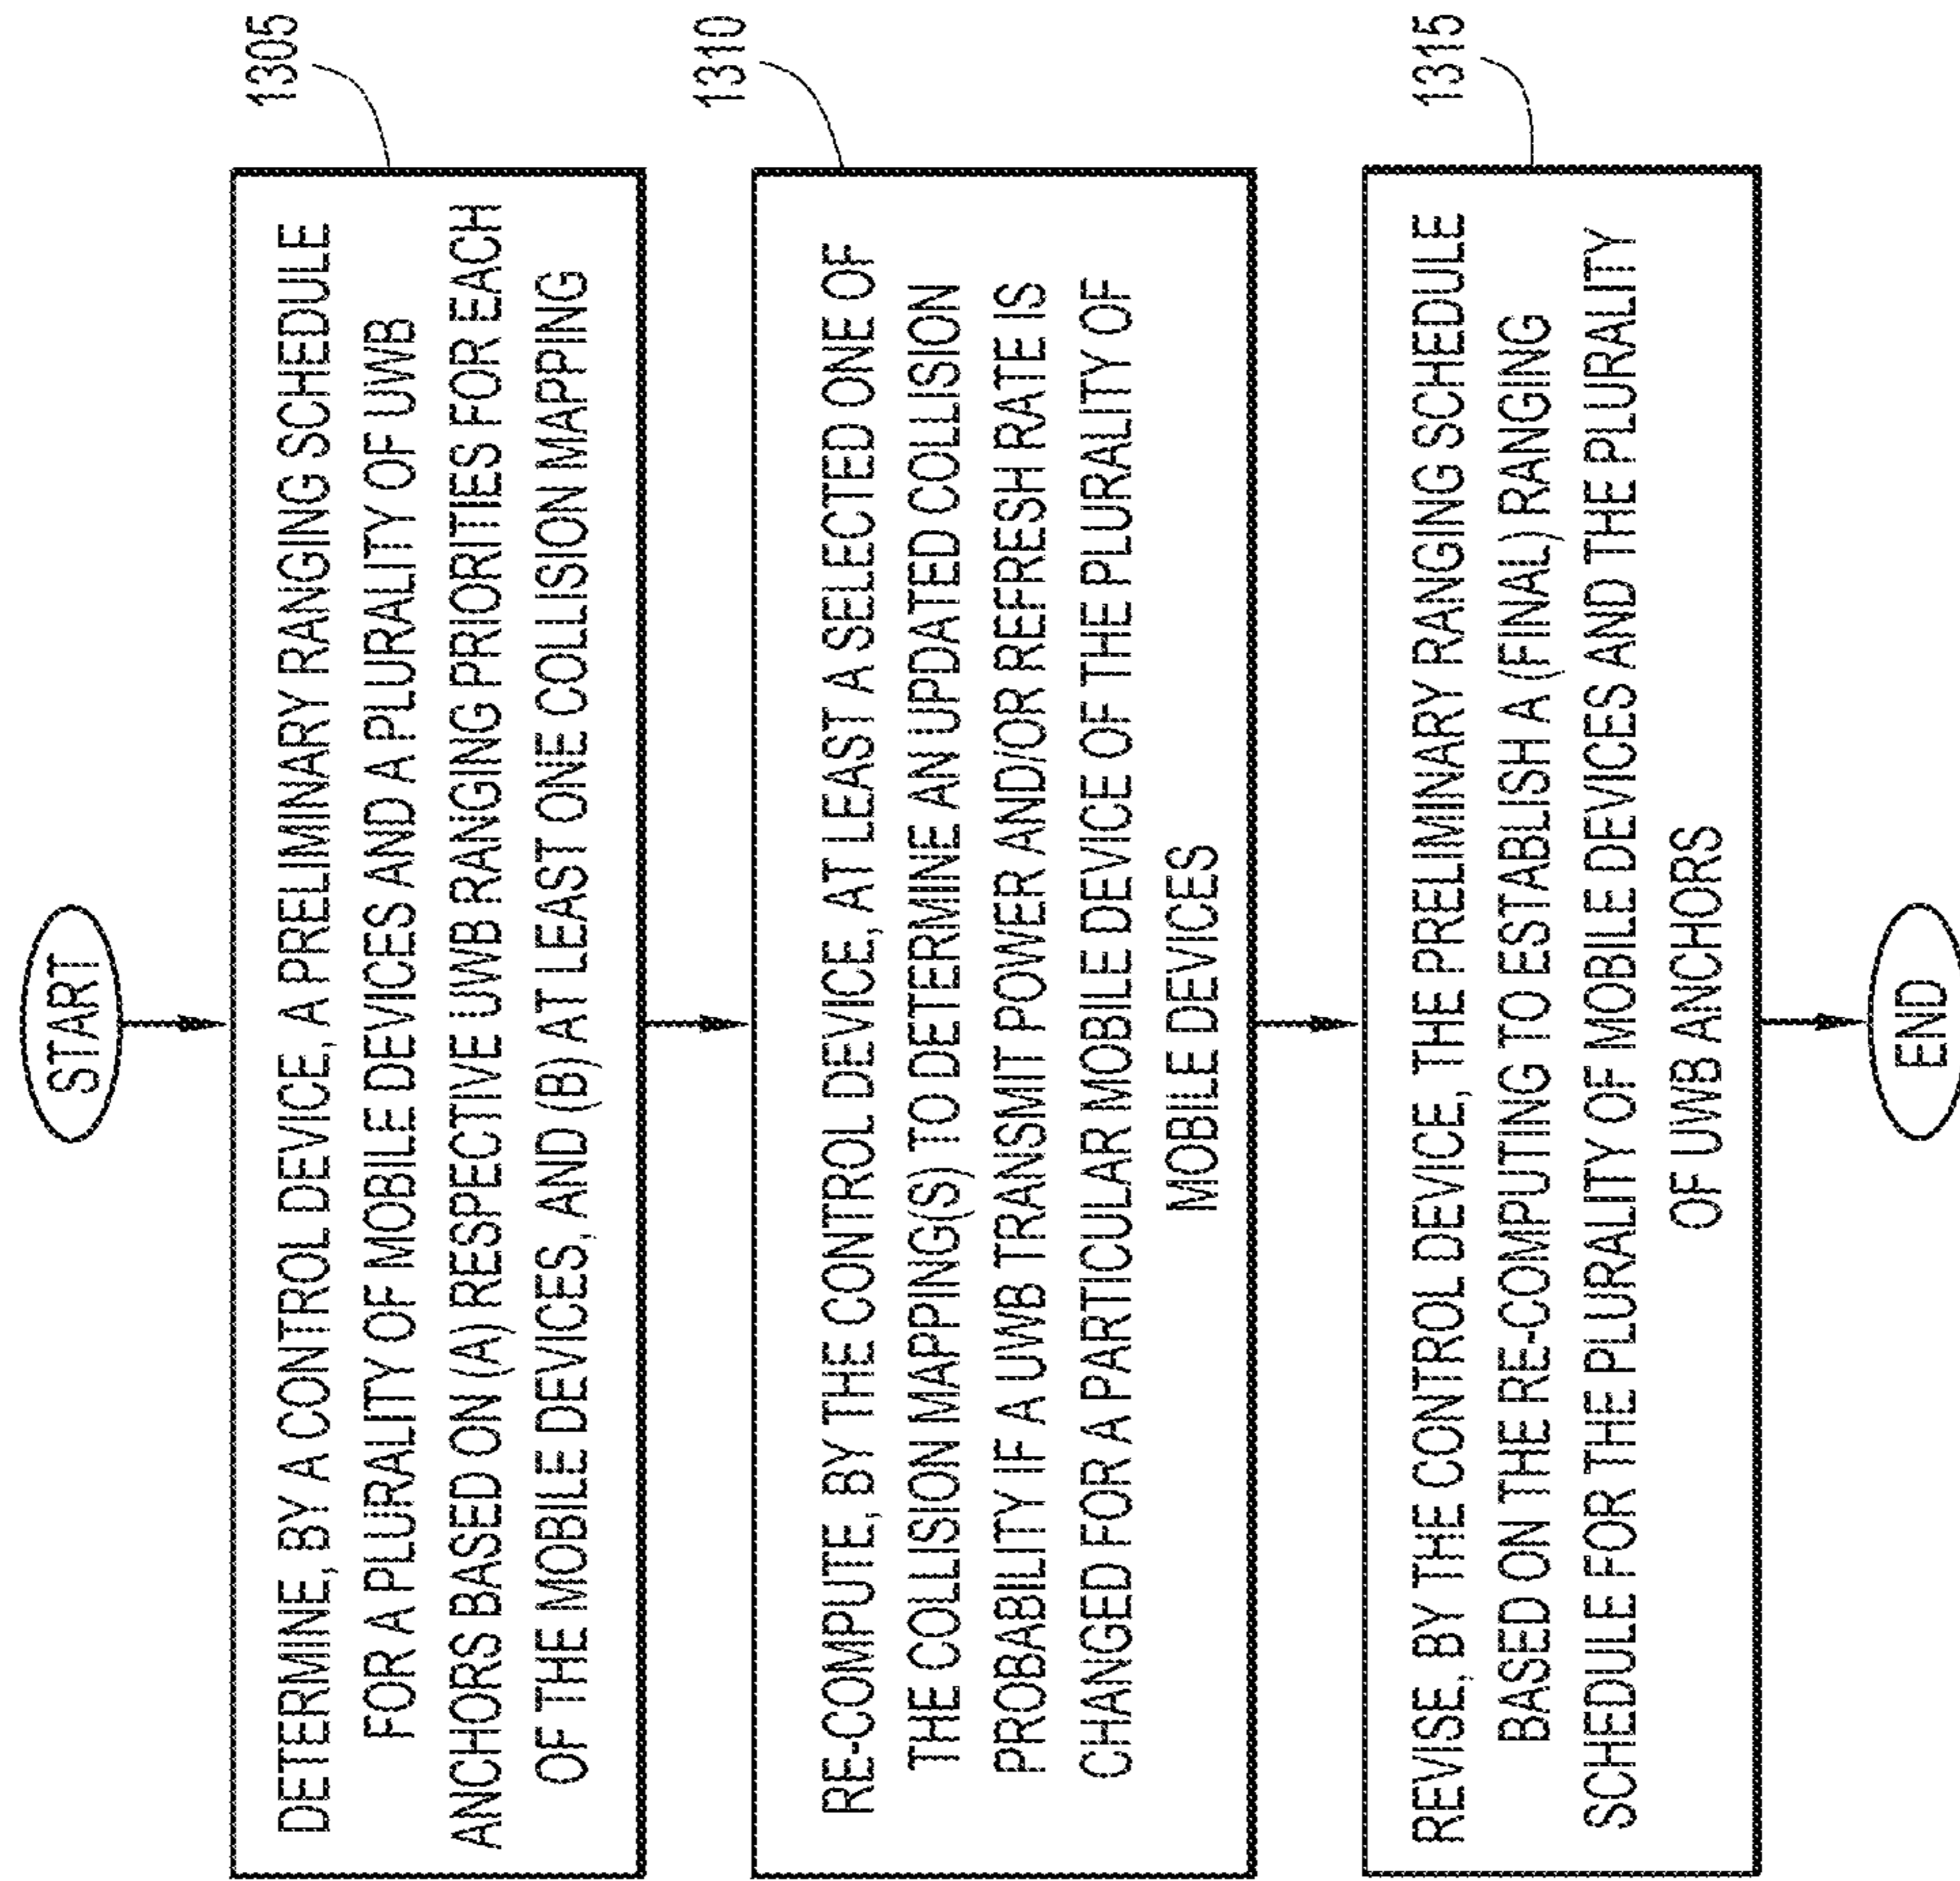 START
1305
DETERMINE, BY A CONTROL DEVICE, A PRELIMINARY RANGING SCHEDULE
FOR A PLURALITY OF MOBILE DEVICES AND A PLURALITY OF UWB
ANCHORS BASED ON (A) RESPECTIVE UWB RANGING PRIORITIES FOR EACH
OF THE MOBILE DEVICES, AND (B) AT LEAST ONE COLLISION MAPPING
1310
RE-COMPUTE, BY THE CONTROL DEVICE, AT LEAST A SELECTED ONE OF
THE COLLISION MAPPING(S) TO DETERMINE AN UPDATED COLLISION
PROBABILITY IF A UWB TRANSMIT POWER AND/OR REFRESH RATE IS
CHANGED FOR A PARTICULAR MOBILE DEVICE OF THE PLURALITY OF
MOBILE DEVICES
1315
REVISE, BY THE CONTROL DEVICE, THE PRELIMINARY RANGING SCHEDULE
BASED ON THE RE-COMPUTING TO ESTABLISH A (FINAL) RANGING
SCHEDULE FOR THE PLURALITY OF MOBILE DEVICES AND THE PLURALITY
OF UWB ANCHORS
END